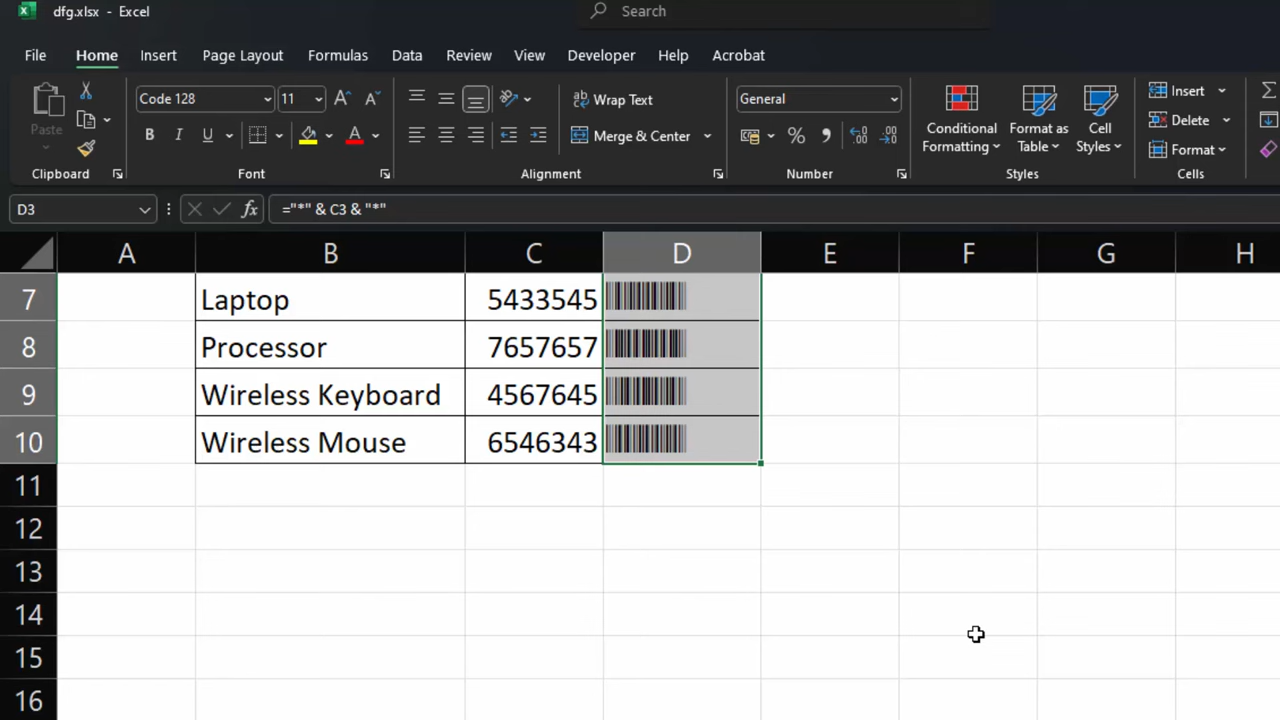 dfg.xlsx - Excel
Search
File Home Insert Page Layout Formulas Data Review View Developer Help Acrobat
Paste
Code 128 11
B I U
Wrap Text
Merge & Center
General
Conditional Formatting
Format as Table
Cell Styles
Insert
Delete
Format
Clipboard Font Alignment Number Styles Cells
D3 fx ="*" & C3 & "*"
A B C D E F G H
7 Laptop 5433545
8 Processor 7657657
9 Wireless Keyboard 4567645
10 Wireless Mouse 6546343
11
12
13
14
15
16